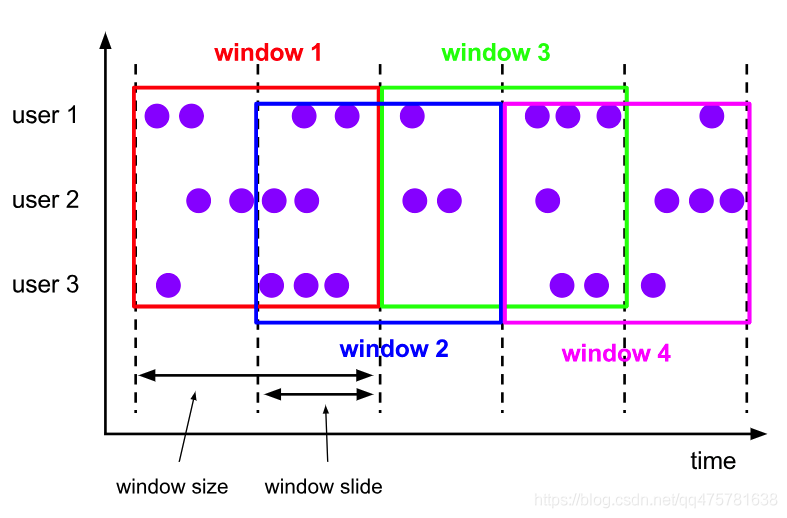 window 1
window 3
user 1
user 2
user 3
window 2
window 4
time
window size
window slide
https://blog.csdn.net/qq475781638